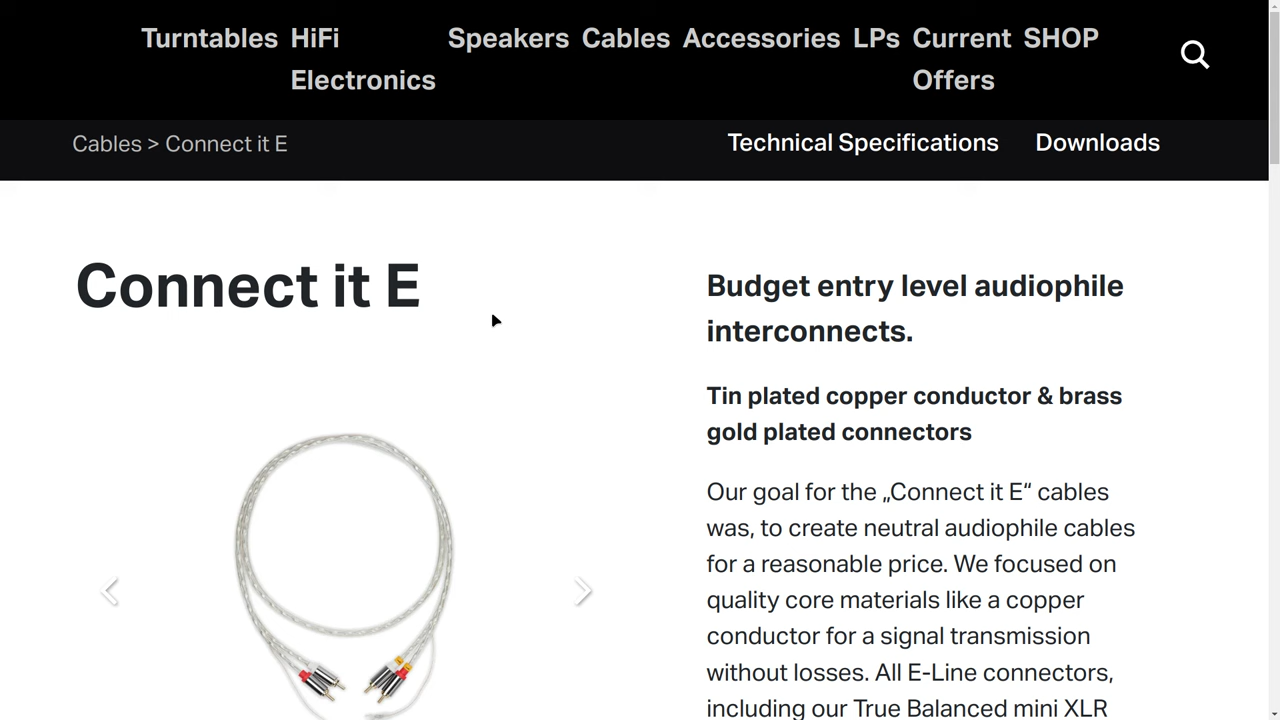 Turntables HiFi Electronics Speakers Cables Accessories LPs Current Offers SHOP
Cables > Connect it E
Technical Specifications Downloads
Connect it E
Budget entry level audiophile
interconnects.
Tin plated copper conductor & brass
gold plated connectors
Our goal for the „Connect it E“ cables
was, to create neutral audiophile cables
for a reasonable price. We focused on
quality core materials like a copper
conductor for a signal transmission
without losses. All E-Line connectors,
including our True Balanced mini XLR